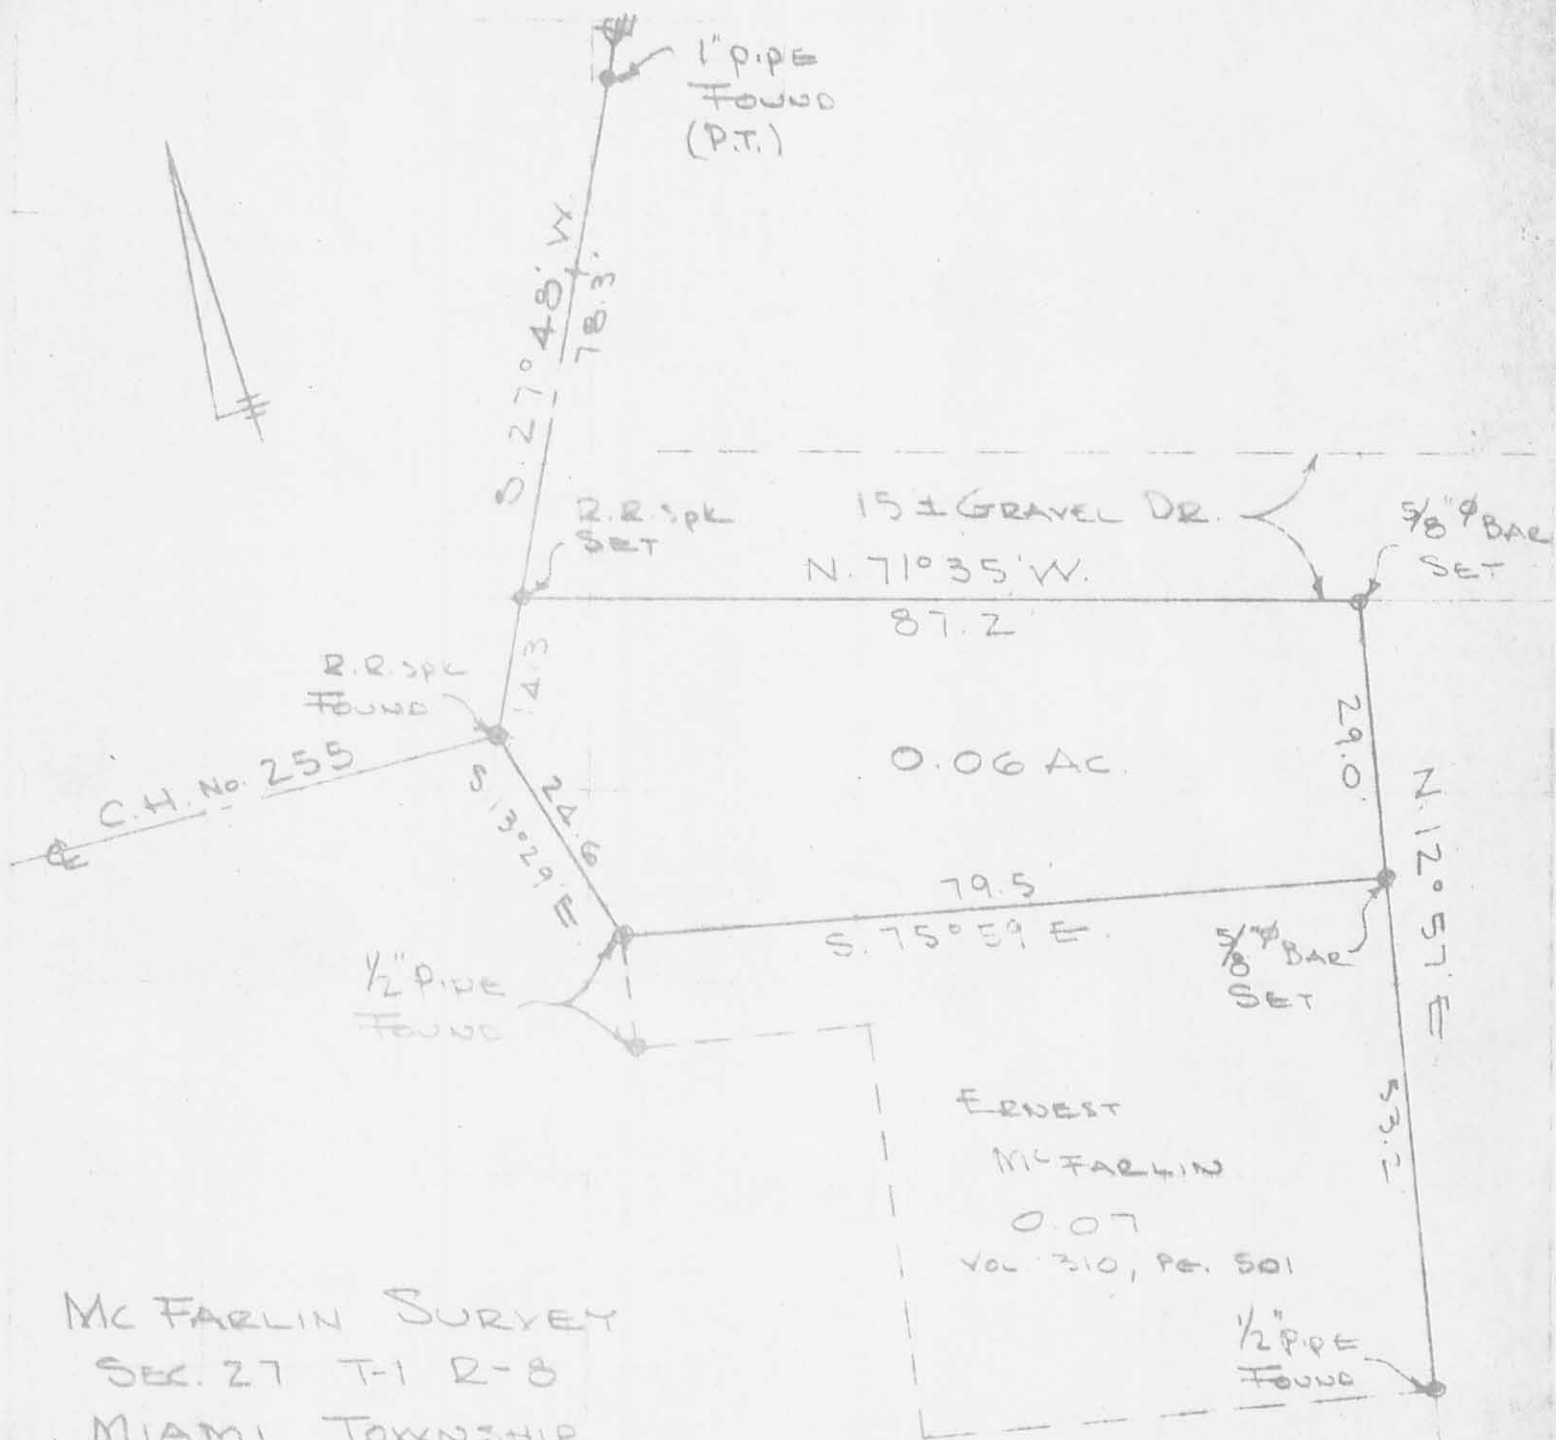 1" PIPE
FOUND
(P.T.)
S. 27° 48' W.
78.3'
R.R. SPK
SET
15 ± GRAVEL DR.
5/8" ⌀ BAR
SET
N. 71° 35' W.
87.2'
R.R. SPK
FOUND
14.3
C.H. No. 255
℄
S. 13° 29' E.
24.6
0.06 AC.
29.0'
N. 12° 57' E
79.5'
S. 75° 59' E.
5/8" ⌀ BAR
SET
1/2" PIPE
FOUND
53.2
ERNEST
McFARLIN
0.07
VOL 310, PG. 501
1/2" PIPE
FOUND
McFARLIN SURVEY
SEC. 27 T-1 R-8
MIAMI TOWNSHIP